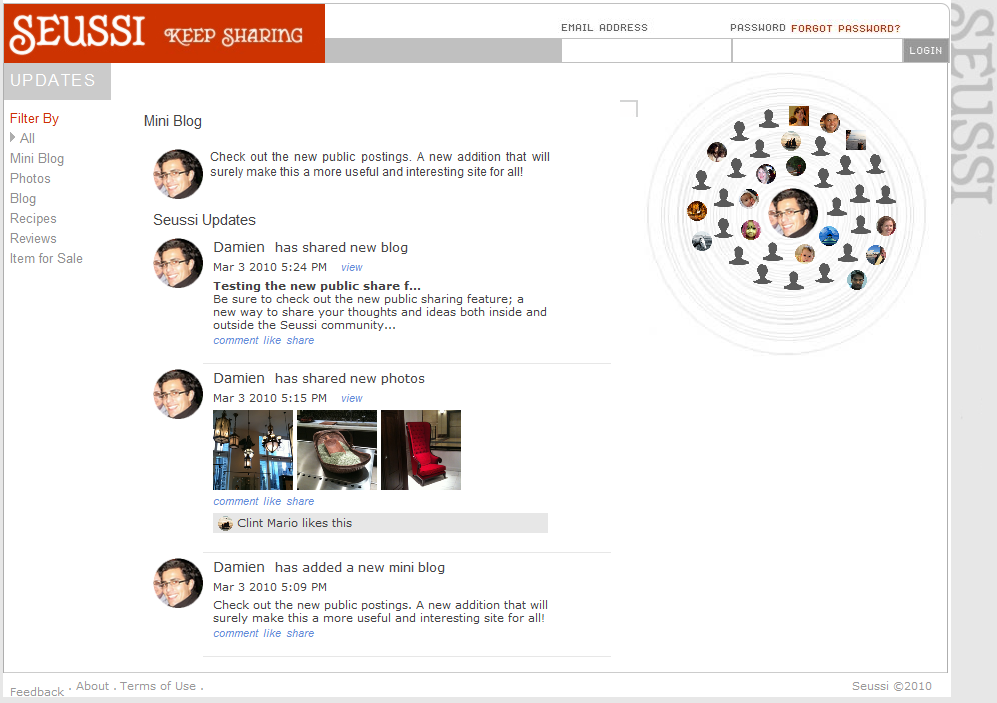 SEUSSI KEEP SHARING
EMAIL ADDRESS
PASSWORD FORGOT PASSWORD?
LOGIN
SEUSSI
UPDATES
Filter By
All
Mini Blog
Photos
Blog
Recipes
Reviews
Item for Sale
Mini Blog
Check out the new public postings. A new addition that will
surely make this a more useful and interesting site for all!
Seussi Updates
Damien has shared new blog
Mar 3 2010 5:24 PM view
Testing the new public share f...
Be sure to check out the new public sharing feature; a
new way to share your thoughts and ideas both inside and
outside the Seussi community...
comment like share
Damien has shared new photos
Mar 3 2010 5:15 PM view
comment like share
Clint Mario likes this
Damien has added a new mini blog
Mar 3 2010 5:09 PM
Check out the new public postings. A new addition that will
surely make this a more useful and interesting site for all!
comment like share
Feedback . About . Terms of Use .
Seussi ©2010